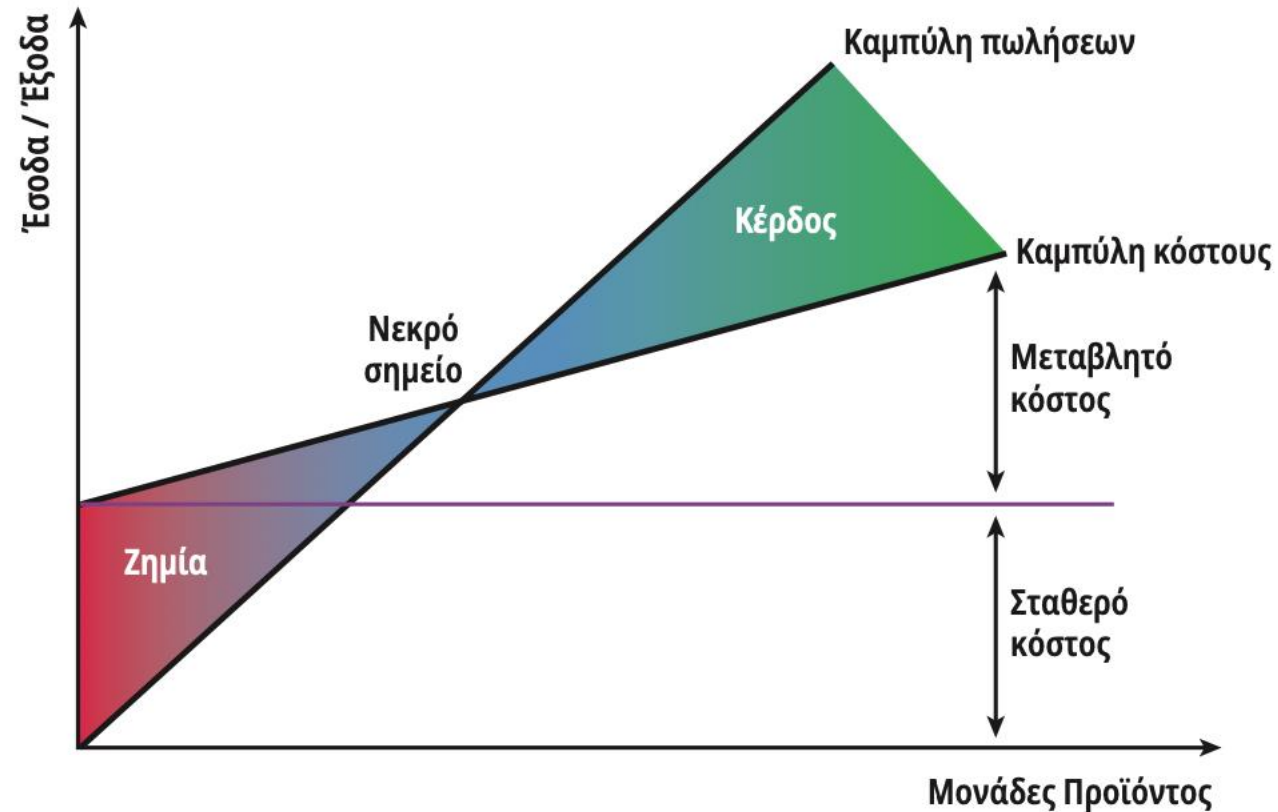 Έσοδα / Έξοδα
Καμπύλη πωλήσεων
Κέρδος
Καμπύλη κόστους
Νεκρό
σημείο
Μεταβλητό
κόστος
Ζημία
Σταθερό
κόστος
Μονάδες Προϊόντος